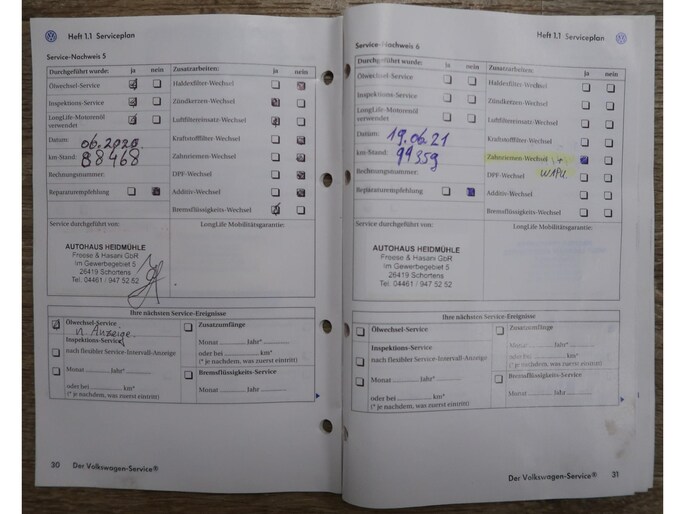 Heft 1.1 Serviceplan
Service-Nachweis 5
Durchgeführt wurde: ja nein
Ölwechsel-Service
Inspektions-Service
LongLife-Motorenöl verwendet
Datum: 06.2020
km-Stand: 88468
Rechnungsnummer:
Reparaturempfehlung
Zusatzarbeiten: ja nein
Haldexfilter-Wechsel
Zündkerzen-Wechsel
Luftfiltereinsatz-Wechsel
Kraftstofffilter-Wechsel
Zahnriemen-Wechsel
DPF-Wechsel
Additiv-Wechsel
Bremsflüssigkeits-Wechsel
Service durchgeführt von:
LongLife Mobilitätsgarantie:
AUTOHAUS HEIDMÜHLE
Freese & Hasani GbR
Im Gewerbegebiet 5
26419 Schortens
Tel. 04461 / 947 52 52
Ihre nächsten Service-Ereignisse
Ölwechsel-Service
n. Anzeige
Inspektions-Service
nach flexibler Service-Intervall-Anzeige
Monat Jahr*
oder bei km*
(* je nachdem, was zuerst eintritt)
Zusatzumfänge
Monat Jahr*
oder bei km*
(* je nachdem, was zuerst eintritt)
Bremsflüssigkeits-Service
Monat Jahr
30
Der Volkswagen-Service®
Heft 1.1 Serviceplan
Service-Nachweis 6
Durchgeführt wurde: ja nein
Ölwechsel-Service
Inspektions-Service
LongLife-Motorenöl verwendet
Datum: 19.06.21
km-Stand: 99359
Rechnungsnummer:
Reparaturempfehlung
Zusatzarbeiten: ja nein
Haldexfilter-Wechsel
Zündkerzen-Wechsel
Luftfiltereinsatz-Wechsel
Kraftstofffilter-Wechsel
Zahnriemen-Wechsel
DPF-Wechsel WAPU
Additiv-Wechsel
Bremsflüssigkeits-Wechsel
Service durchgeführt von:
LongLife Mobilitätsgarantie:
AUTOHAUS HEIDMÜHLE
Freese & Hasani GbR
Im Gewerbegebiet 5
26419 Schortens
Tel. 04461 / 947 52 52
Ihre nächsten Service-Ereignisse
Ölwechsel-Service
Inspektions-Service
nach flexibler Service-Intervall-Anzeige
Monat Jahr*
oder bei km*
(* je nachdem, was zuerst eintritt)
Zusatzumfänge
Monat Jahr*
oder bei km*
(* je nachdem, was zuerst eintritt)
Bremsflüssigkeits-Service
Monat Jahr
Der Volkswagen-Service®
31